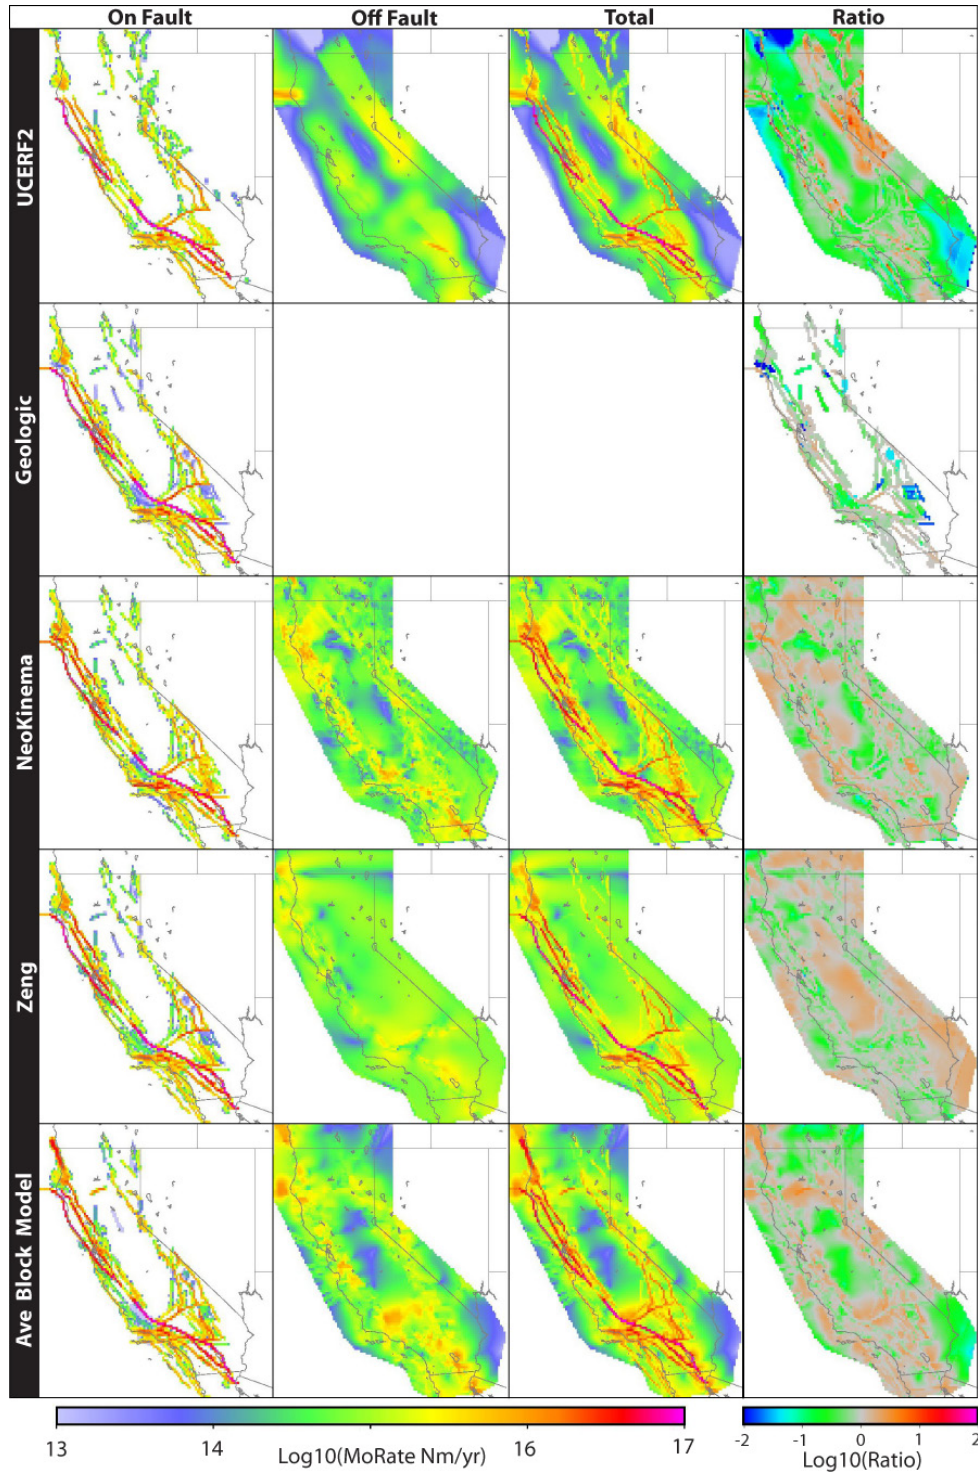 On Fault Off Fault Total Ratio
UCERF2
Geologic
NeoKinema
Zeng
Ave Block Model
13 14 16 17 -2 -1 0 1 2
Log10(MoRate Nm/yr) Log10(Ratio)